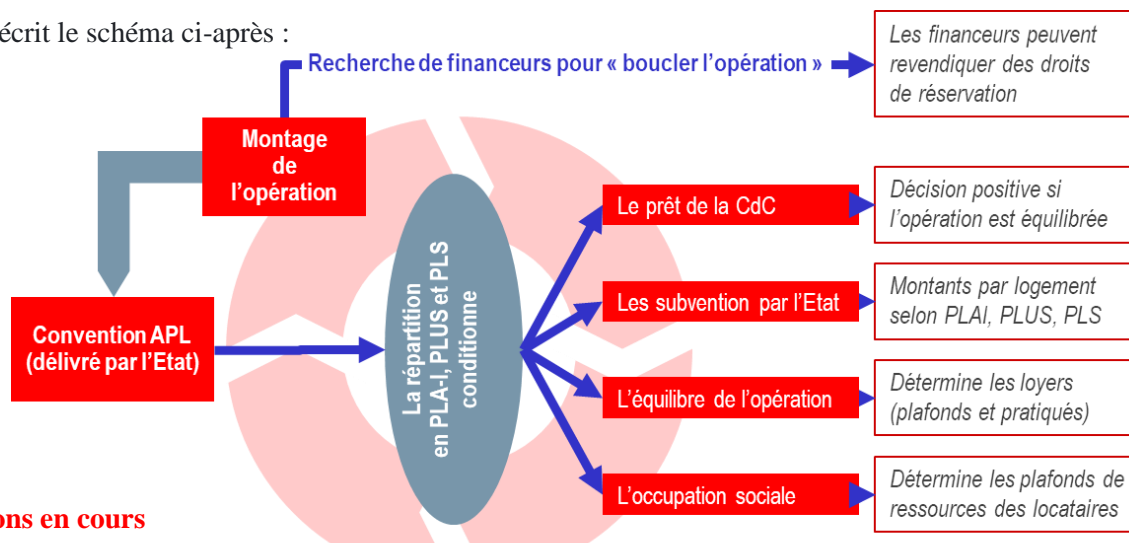 écrit le schéma ci-après :
Recherche de financeurs pour « boucler l'opération »
Les financeurs peuvent
revendiquer des droits
de réservation
Montage
de
l'opération
Convention APL
(délivré par l'Etat)
La répartition
en PLA-I, PLUS et PLS
conditionne
Le prêt de la CdC
Décision positive si
l'opération est équilibrée
Les subvention par l'Etat
Montants par logement
selon PLAI, PLUS, PLS
L'équilibre de l'opération
Détermine les loyers
(plafonds et pratiqués)
L'occupation sociale
Détermine les plafonds de
ressources des locataires
ons en cours